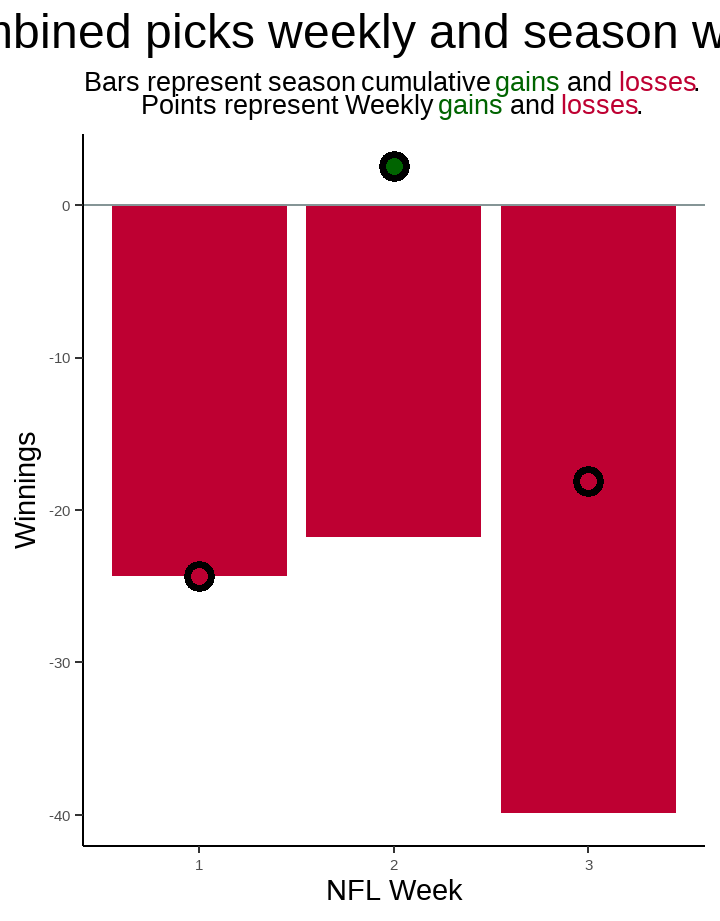 picks weekly and season
Bars represent season cumulative gains and losses.
Points represent Weekly gains and losses.
0
-10
-20
-30
-40
Winnings
1 2 3
NFL Week